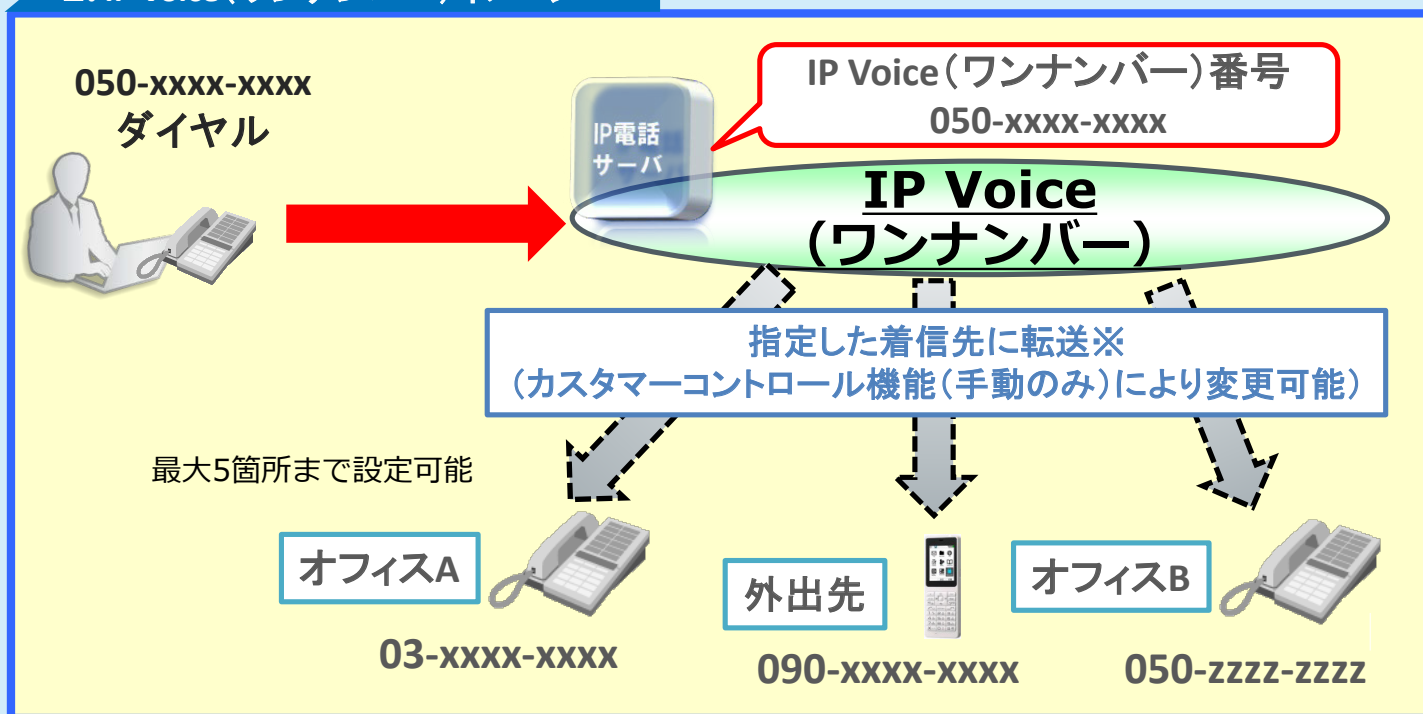 050-xxxx-xxxx
ダイヤル
IP電話
サーバ
IP Voice（ワンナンバー）番号
050-xxxx-xxxx
IP Voice
（ワンナンバー）
指定した着信先に転送※
（カスタマーコントロール機能（手動のみ）により変更可能）
最大5箇所まで設定可能
オフィスA
外出先
オフィスB
03-xxxx-xxxx
090-xxxx-xxxx
050-zzzz-zzzz